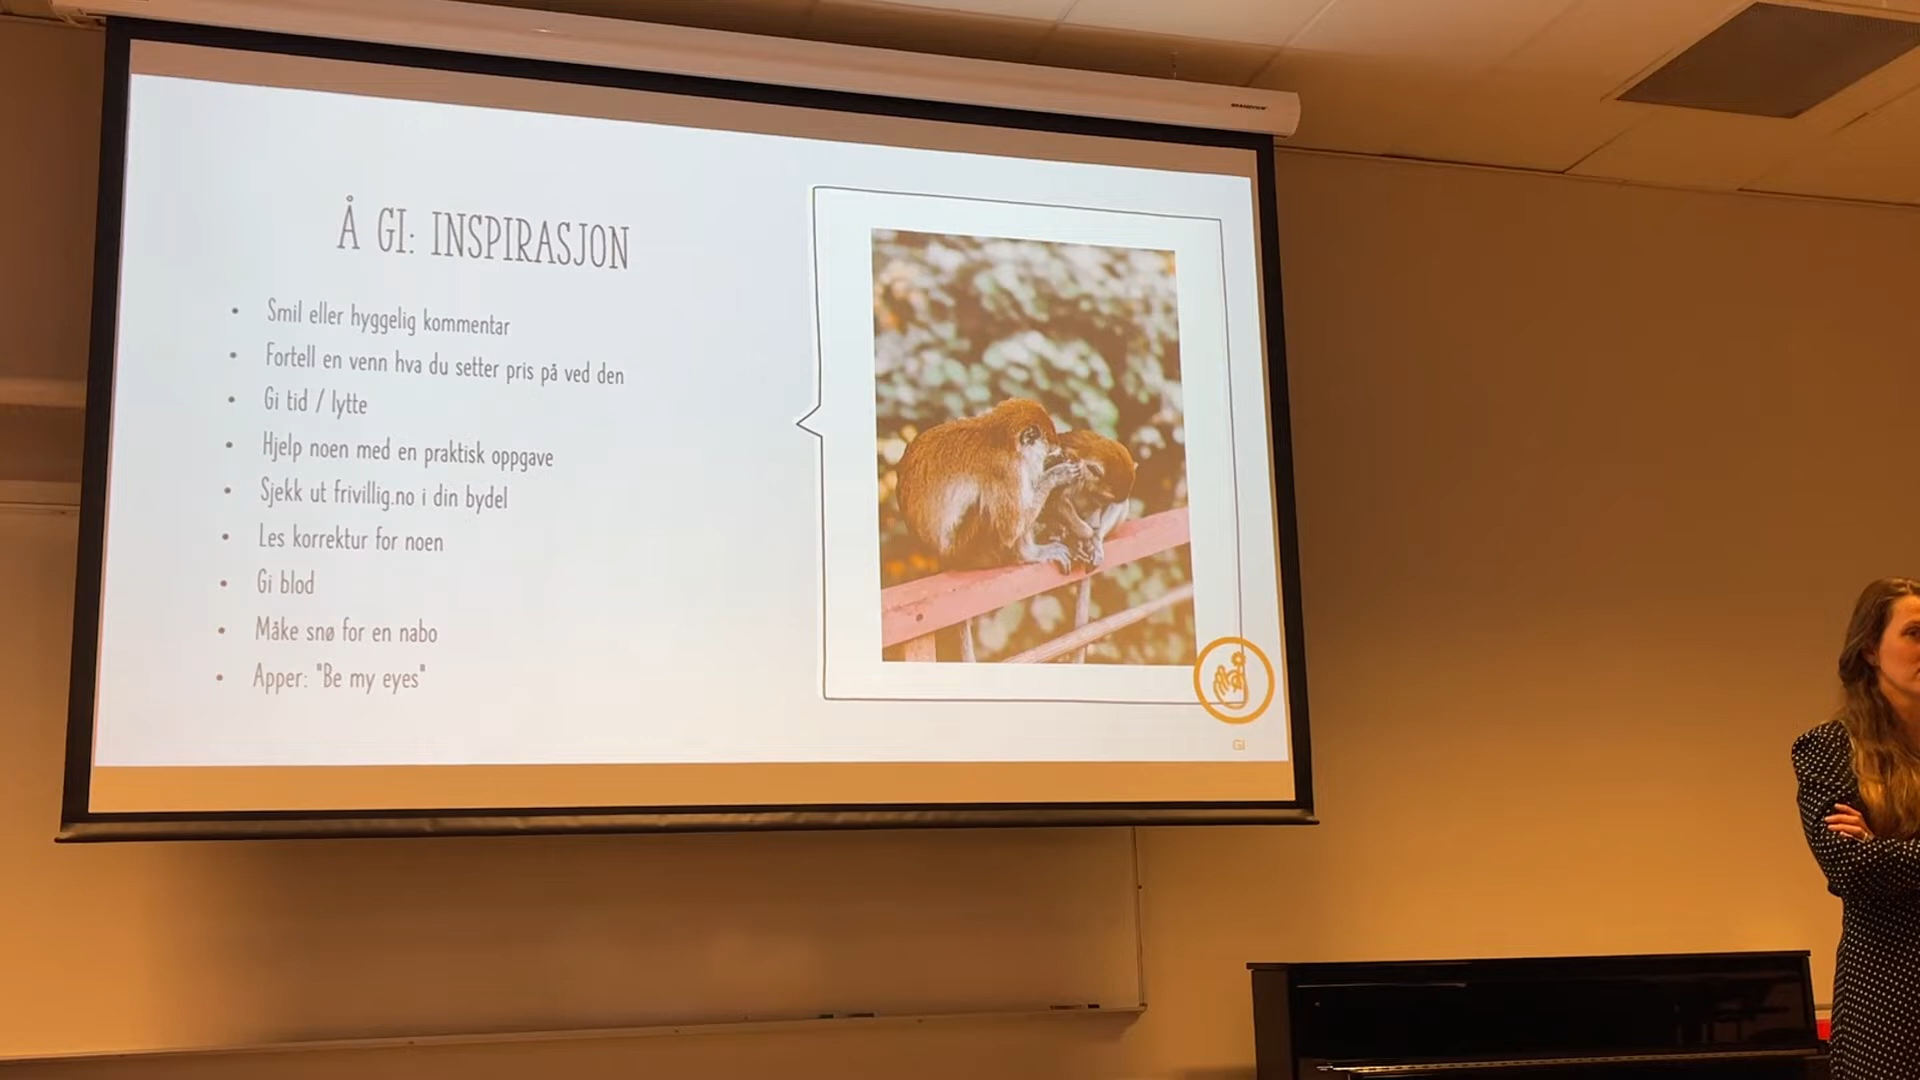 Å GI: INSPIRASJON
• Smil eller hyggelig kommentar
• Fortell en venn hva du setter pris på ved den
• Gi tid / lytte
• Hjelp noen med en praktisk oppgave
• Sjekk ut frivillig.no i din bydel
• Les korrektur for noen
• Gi blod
• Måke snø for en nabo
• Apper: "Be my eyes"
Gi